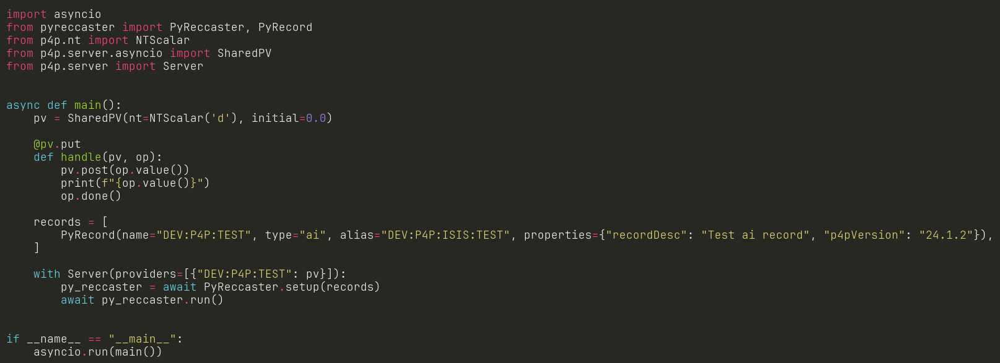 import asyncio
from pyreccaster import PyReccaster, PyRecord
from p4p.nt import NTScalar
from p4p.server.asyncio import SharedPV
from p4p.server import Server


async def main():
    pv = SharedPV(nt=NTScalar('d'), initial=0.0)

    @pv.put
    def handle(pv, op):
        pv.post(op.value())
        print(f"{op.value()}")
        op.done()

    records = [
        PyRecord(name="DEV:P4P:TEST", type="ai", alias="DEV:P4P:ISIS:TEST", properties={"recordDesc": "Test ai record", "p4pVersion": "24.1.2"}),
    ]

    with Server(providers=[{"DEV:P4P:TEST": pv}]):
        py_reccaster = await PyReccaster.setup(records)
        await py_reccaster.run()


if __name__ == "__main__":
    asyncio.run(main())